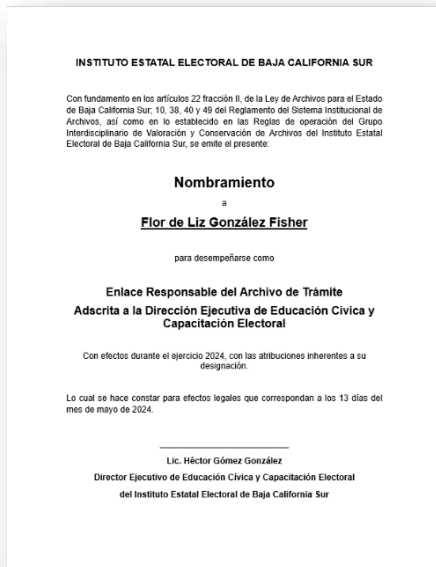 INSTITUTO ESTATAL ELECTORAL DE BAJA CALIFORNIA SUR
Con fundamento en los artículos 22 fracción II, de la Ley de Archivos para el Estado
de Baja California Sur; 10, 38, 40 y 49 del Reglamento del Sistema Institucional de
Archivos, así como en lo establecido en las Reglas de operación del Grupo
Interdisciplinario de Valoración y Conservación de Archivos del Instituto Estatal
Electoral de Baja California Sur, se emite el presente:
Nombramiento
a
Flor de Liz González Fisher
para desempeñarse como
Enlace Responsable del Archivo de Trámite
Adscrita a la Dirección Ejecutiva de Educación Cívica y
Capacitación Electoral
Con efectos durante el ejercicio 2024, con las atribuciones inherentes a su
designación.
Lo cual se hace constar para efectos legales que correspondan a los 13 días del
mes de mayo de 2024.
Lic. Héctor Gómez González
Director Ejecutivo de Educación Cívica y Capacitación Electoral
del Instituto Estatal Electoral de Baja California Sur